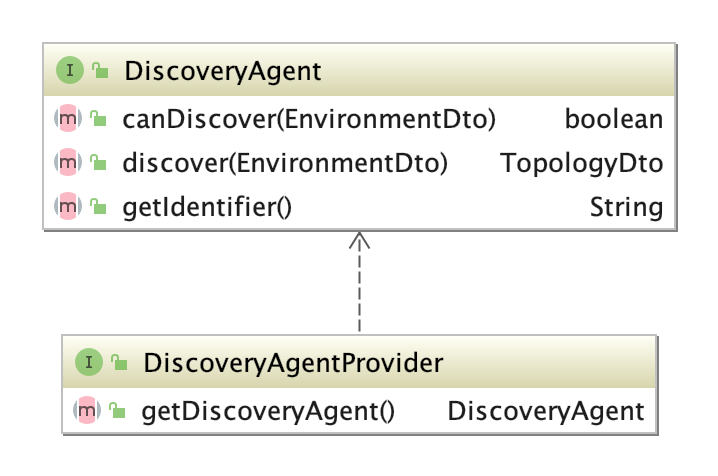 I DiscoveryAgent
m canDiscover(EnvironmentDto) boolean
m discover(EnvironmentDto) TopologyDto
m getIdentifier() String
I DiscoveryAgentProvider
m getDiscoveryAgent() DiscoveryAgent